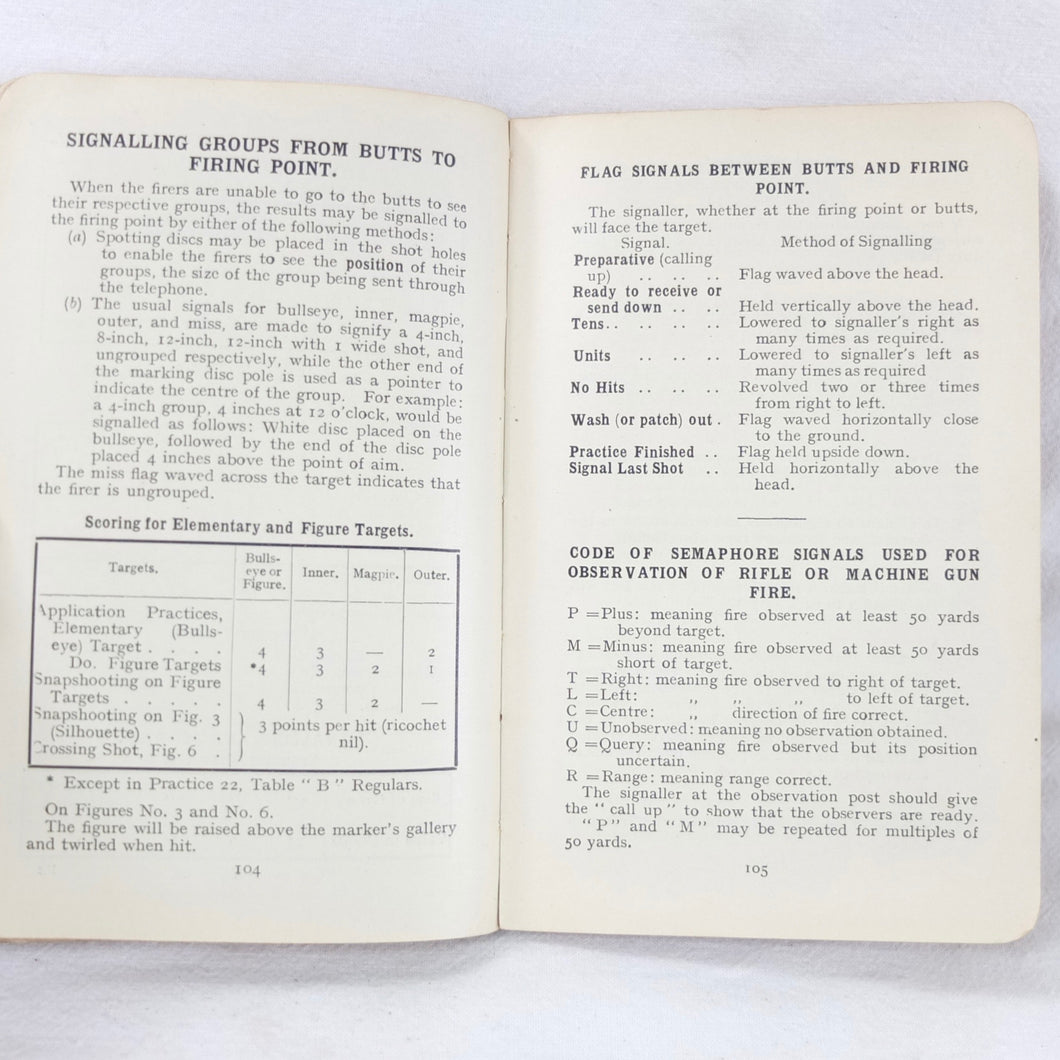 SIGNALLING GROUPS FROM BUTTS TO
FIRING POINT.
When the firers are unable to go to the butts to see
their respective groups, the results may be signalled to
the firing point by either of the following methods:
(a) Spotting discs may be placed in the shot holes
to enable the firers to see the position of their
groups, the size of the group being sent through
the telephone.
(b) The usual signals for bullseye, inner, magpie,
outer, and miss, are made to signify a 4-inch,
8-inch, 12-inch, 12-inch with 1 wide shot, and
ungrouped respectively, while the other end of
the marking disc pole is used as a pointer to
indicate the centre of the group. For example:
a 4-inch group, 4 inches at 12 o'clock, would be
signalled as follows: White disc placed on the
bullseye, followed by the end of the disc pole
placed 4 inches above the point of aim.
The miss flag waved across the target indicates that
the firer is ungrouped.
Scoring for Elementary and Figure Targets.
Targets. Bulls-eye or Figure. Inner. Magpie. Outer.
Application Practices,
Elementary (Bulls-
eye) Target . . . . 4 3 — 2
Do. Figure Targets *4 3 2 1
Snapshooting on Figure
Targets . . . . . 4 3 2 —
Snapshooting on Fig. 3
(Silhouette) . . . .
Crossing Shot, Fig. 6 .
3 points per hit (ricochet
nil).
* Except in Practice 22, Table "B" Regulars.
On Figures No. 3 and No. 6.
The figure will be raised above the marker's gallery
and twirled when hit.
104
FLAG SIGNALS BETWEEN BUTTS AND FIRING
POINT.
The signaller, whether at the firing point or butts,
will face the target.
Signal. Method of Signalling
Preparative (calling
up) .. .. .. Flag waved above the head.
Ready to receive or
send down .. .. Held vertically above the head.
Tens.. .. .. .. Lowered to signaller's right as
many times as required.
Units .. .. .. Lowered to signaller's left as
many times as required
No Hits .. .. .. Revolved two or three times
from right to left.
Wash (or patch) out . Flag waved horizontally close
to the ground.
Practice Finished .. Flag held upside down.
Signal Last Shot .. Held horizontally above the
head.
CODE OF SEMAPHORE SIGNALS USED FOR
OBSERVATION OF RIFLE OR MACHINE GUN
FIRE.
P =Plus: meaning fire observed at least 50 yards
beyond target.
M =Minus: meaning fire observed at least 50 yards
short of target.
T =Right: meaning fire observed to right of target.
L =Left: ,, ,, ,, to left of target.
C =Centre: ,, direction of fire correct.
U =Unobserved: meaning no observation obtained.
Q =Query: meaning fire observed but its position
uncertain.
R =Range: meaning range correct.
The signaller at the observation post should give
the "call up" to show that the observers are ready.
"P" and "M" may be repeated for multiples of
50 yards.
105